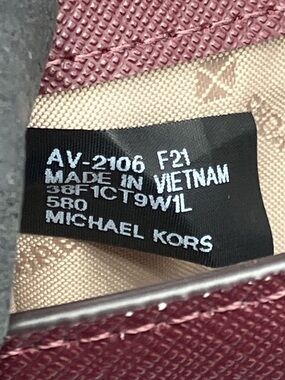 AV-2106 F21
MADE IN VIETNAM
38F1CT9W1L
580
MICHAEL KORS